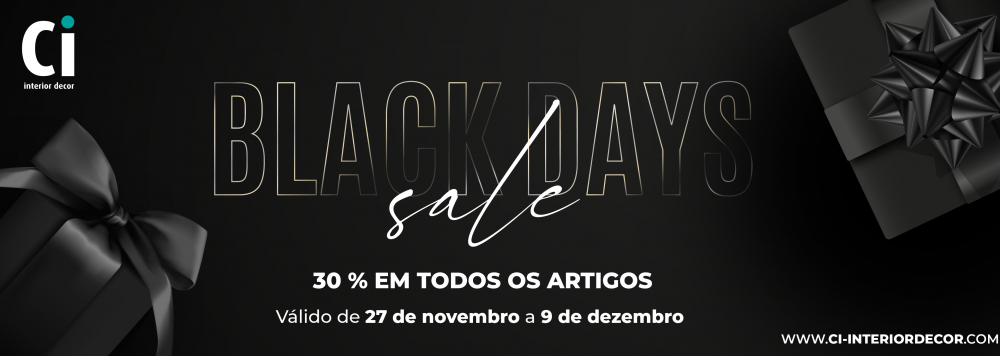 Ci
interior decor
BLACK DAYS
sale
30 % EM TODOS OS ARTIGOS
Válido de 27 de novembro a 9 de dezembro
WWW.CI-INTERIORDECOR.COM